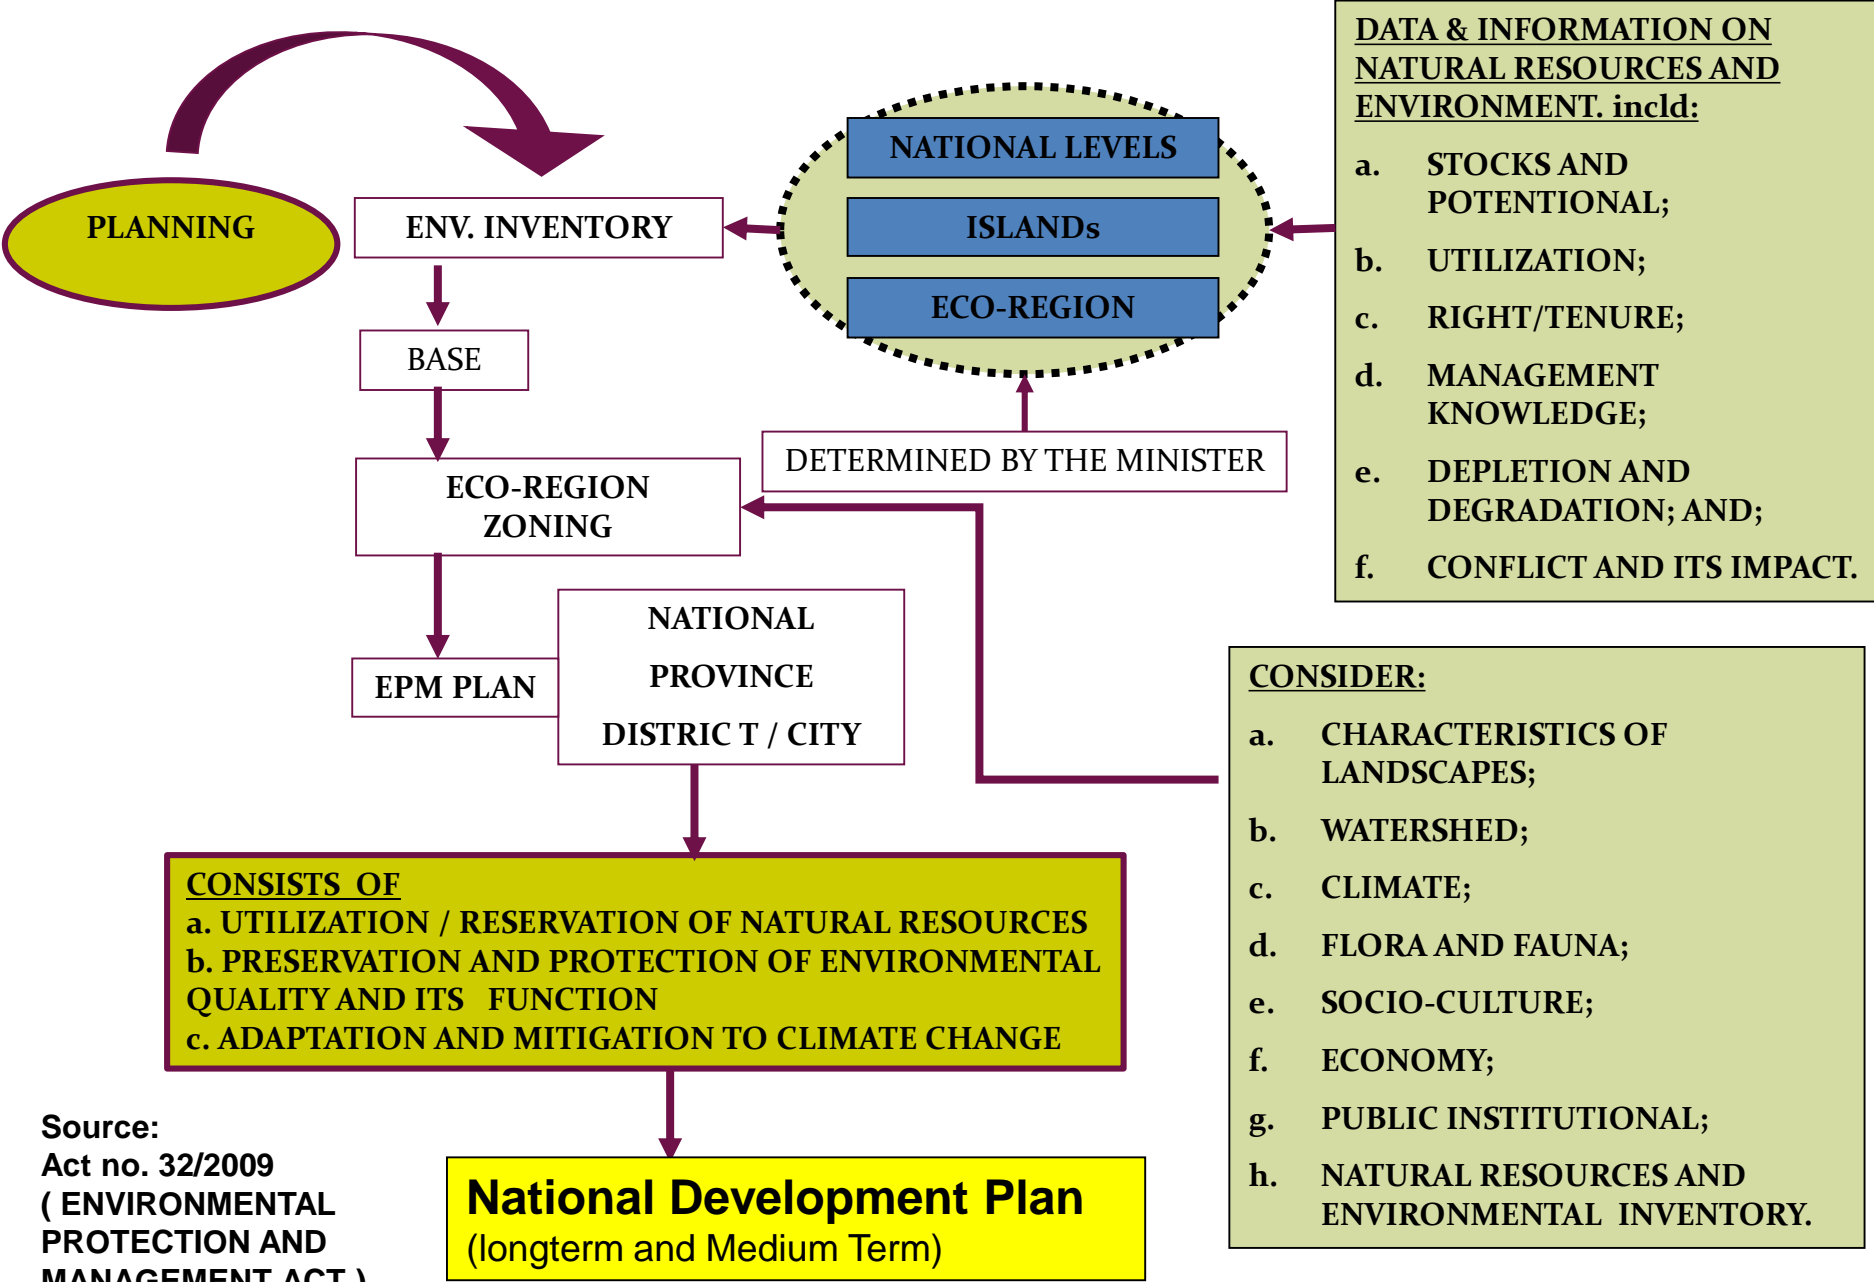 PLANNING
ENV. INVENTORY
BASE
ECO-REGION
ZONING
EPM PLAN
NATIONAL
PROVINCE
DISTRIC T / CITY
NATIONAL LEVELS
ISLANDs
ECO-REGION
DETERMINED BY THE MINISTER
DATA & INFORMATION ON
NATURAL RESOURCES AND
ENVIRONMENT. incld:
a. STOCKS AND
POTENTIONAL;
b. UTILIZATION;
c. RIGHT/TENURE;
d. MANAGEMENT
KNOWLEDGE;
e. DEPLETION AND
DEGRADATION; AND;
f. CONFLICT AND ITS IMPACT.
CONSIDER:
a. CHARACTERISTICS OF
LANDSCAPES;
b. WATERSHED;
c. CLIMATE;
d. FLORA AND FAUNA;
e. SOCIO-CULTURE;
f. ECONOMY;
g. PUBLIC INSTITUTIONAL;
h. NATURAL RESOURCES AND
ENVIRONMENTAL INVENTORY.
CONSISTS OF
a. UTILIZATION / RESERVATION OF NATURAL RESOURCES
b. PRESERVATION AND PROTECTION OF ENVIRONMENTAL
QUALITY AND ITS FUNCTION
c. ADAPTATION AND MITIGATION TO CLIMATE CHANGE
National Development Plan
(longterm and Medium Term)
Source:
Act no. 32/2009
( ENVIRONMENTAL
PROTECTION AND
MANAGEMENT ACT )